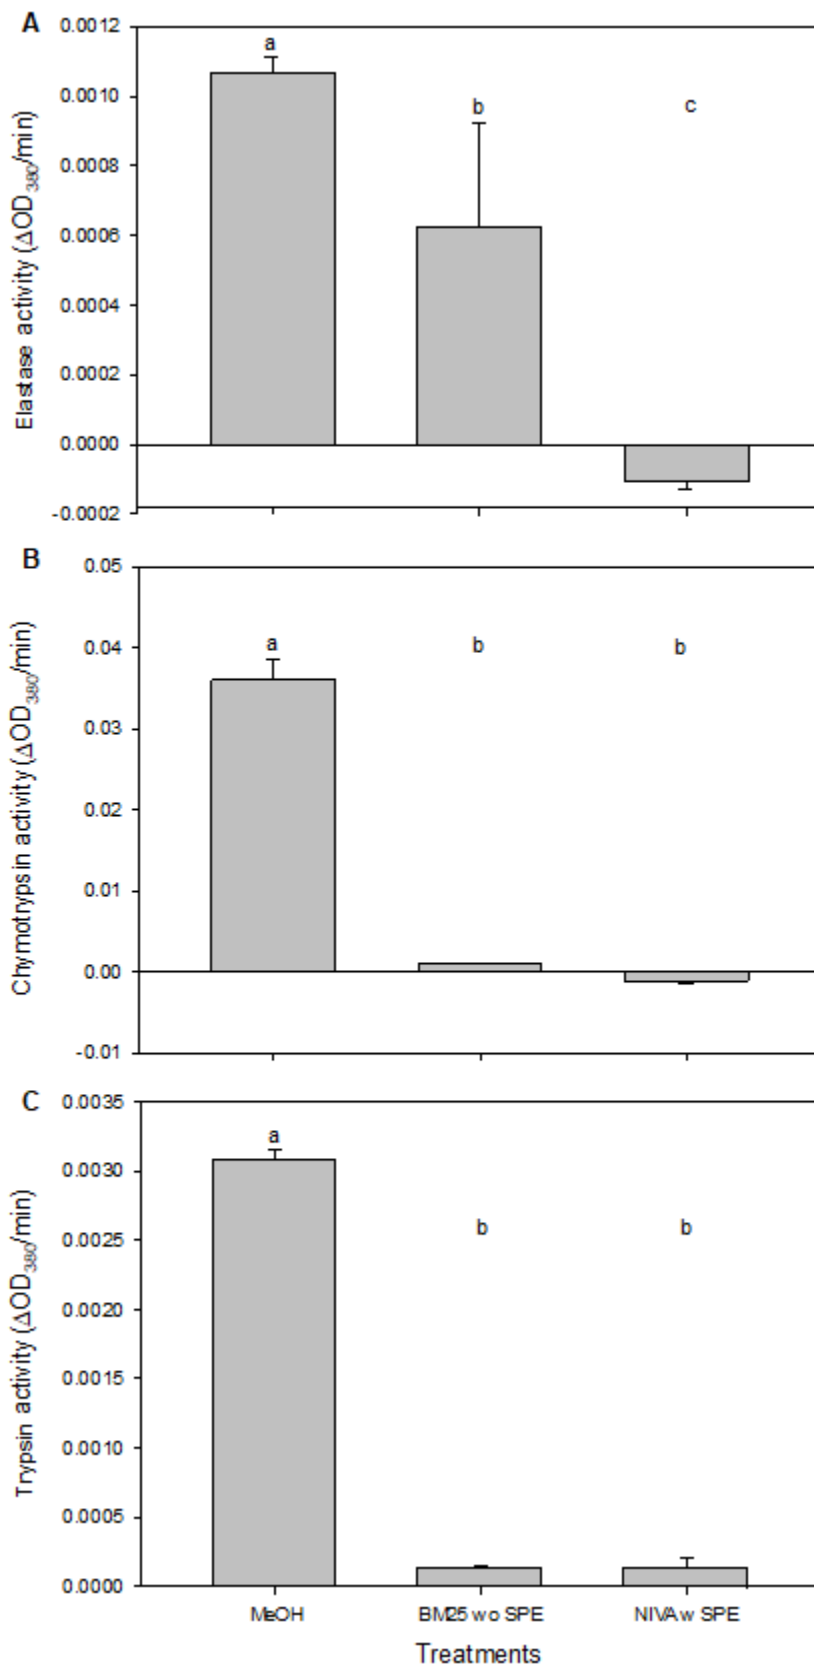 A
0.0012
0.0010
0.0008
0.0006
0.0004
0.0002
0.0000
-0.0002
Elastase activity (ΔOD380/min)
a
b
c
B
0.05
0.04
0.03
0.02
0.01
0.00
-0.01
Chymotrypsin activity (ΔOD380/min)
a
b
b
C
0.0035
0.0030
0.0025
0.0020
0.0015
0.0010
0.0005
0.0000
Trypsin activity (ΔOD380/min)
a
b
b
MeOH
BM25 wo SPE
NIVA w SPE
Treatments